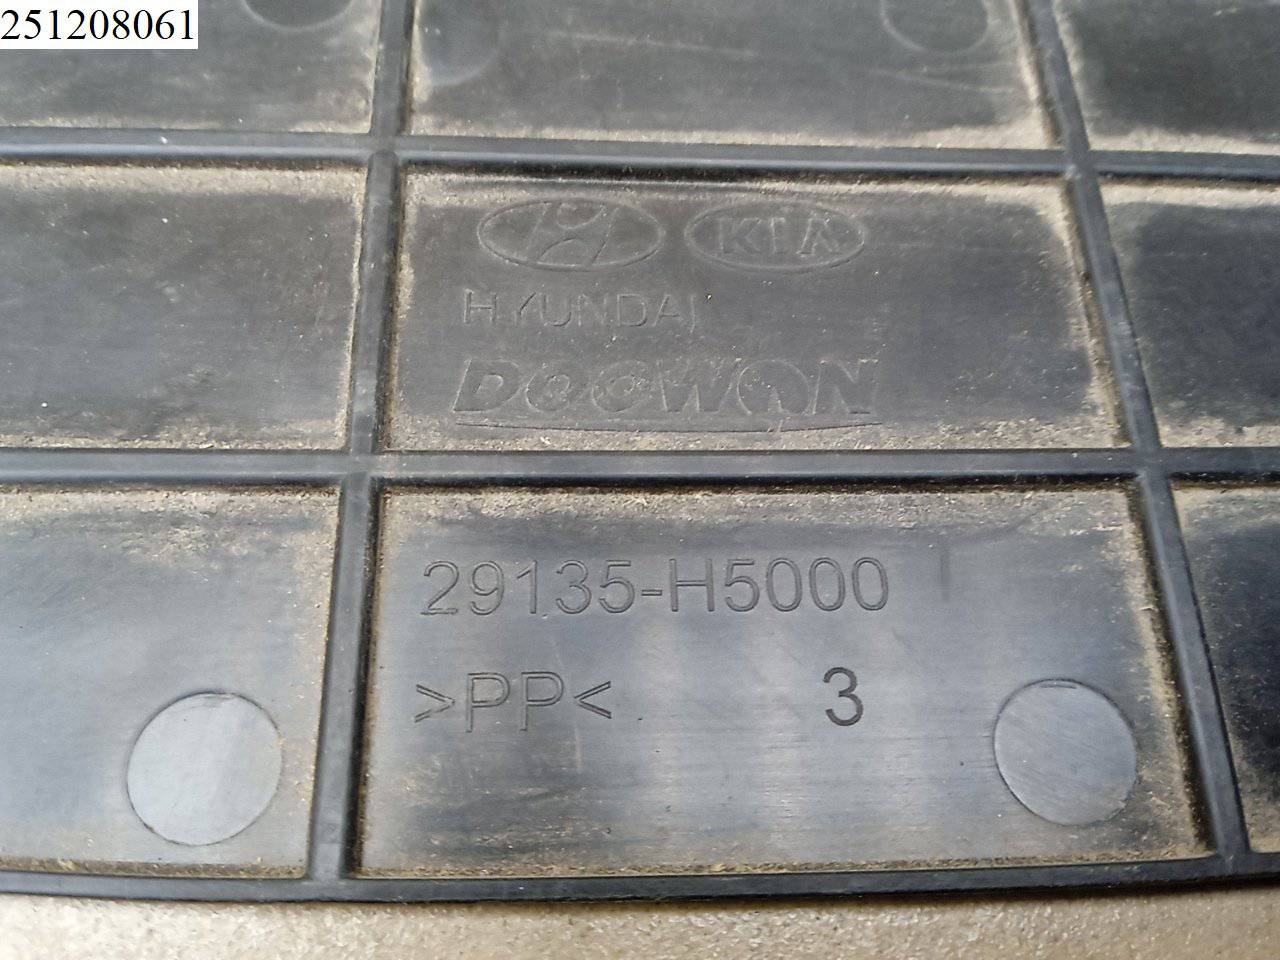 251208061
KIA
HYUNDAI
DOOWON
29135-H5000
>PP<
3